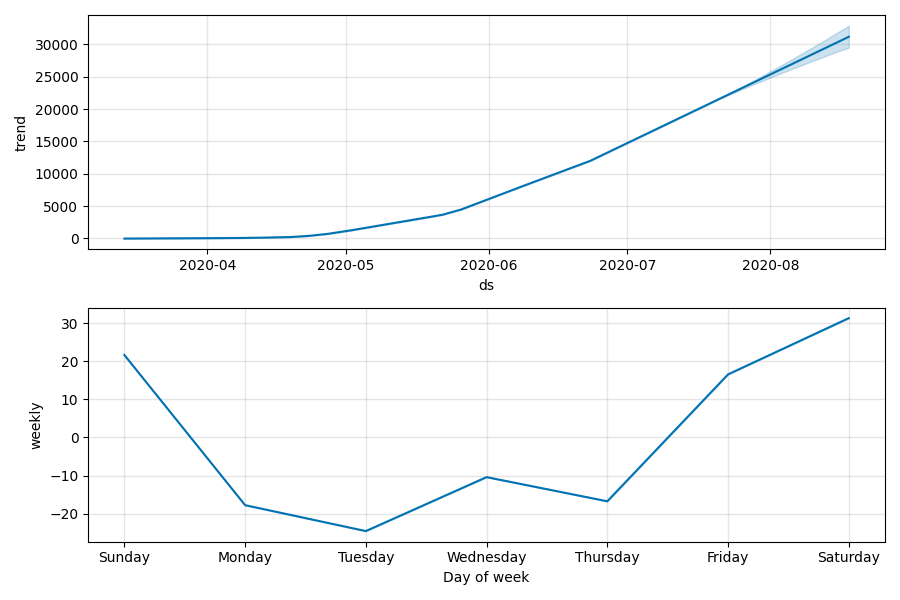 30000
25000
20000
15000
10000
5000
0
trend
2020-04 2020-05 2020-06 2020-07 2020-08
ds
30
20
10
0
−10
−20
weekly
Sunday Monday Tuesday Wednesday Thursday Friday Saturday
Day of week